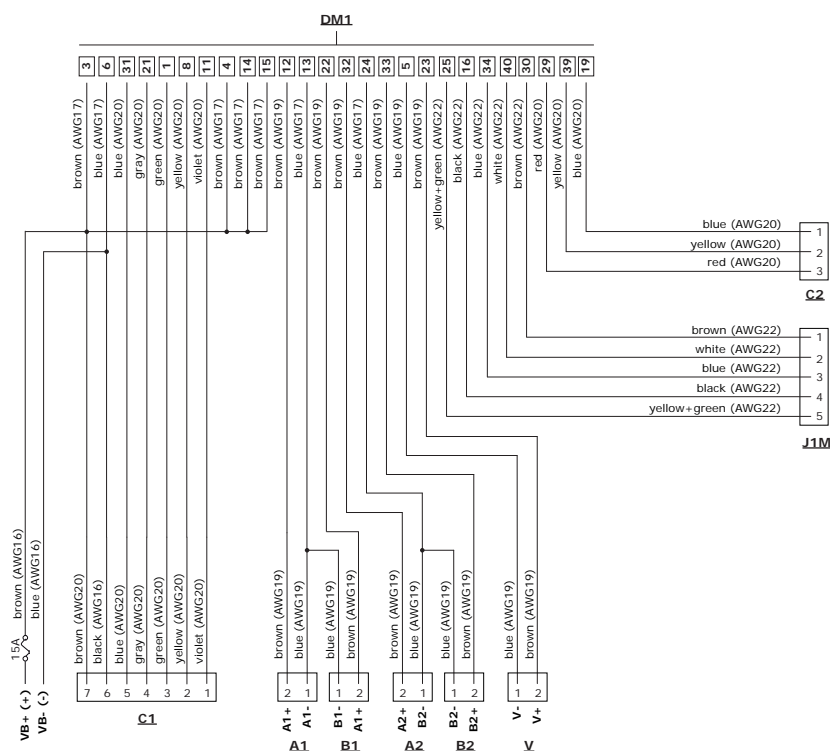 DM1
3
6
31
21
1
8
11
4
14
15
12
13
22
32
24
33
5
23
25
16
34
40
30
29
39
19
brown (AWG17)
blue (AWG17)
blue (AWG20)
gray (AWG20)
green (AWG20)
yellow (AWG20)
violet (AWG20)
brown (AWG17)
brown (AWG17)
brown (AWG17)
brown (AWG19)
blue (AWG17)
brown (AWG19)
brown (AWG19)
blue (AWG17)
brown (AWG19)
blue (AWG19)
brown (AWG19)
yellow+green (AWG22)
black (AWG22)
blue (AWG22)
white (AWG22)
brown (AWG22)
red (AWG20)
yellow (AWG20)
blue (AWG20)
blue (AWG20)
1
yellow (AWG20)
2
red (AWG20)
3
C2
brown (AWG22)
1
white (AWG22)
2
blue (AWG22)
3
black (AWG22)
4
yellow+green (AWG22)
5
J1M
brown (AWG16)
blue (AWG16)
15A
brown (AWG20)
black (AWG16)
blue (AWG20)
gray (AWG20)
green (AWG20)
yellow (AWG20)
violet (AWG20)
brown (AWG19)
blue (AWG19)
blue (AWG19)
brown (AWG19)
brown (AWG19)
blue (AWG19)
blue (AWG19)
brown (AWG19)
blue (AWG19)
brown (AWG19)
7
6
5
4
3
2
1
2
1
1
2
2
1
1
2
1
2
VB+ (+)
VB- (-)
C1
A1+
A1-
B1-
A1+
A2+
B2-
B2-
B2+
V-
V+
A1
B1
A2
B2
V